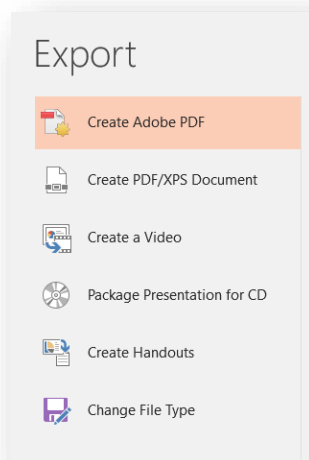 Export
Create Adobe PDF
Create PDF/XPS Document
Create a Video
Package Presentation for CD
Create Handouts
Change File Type